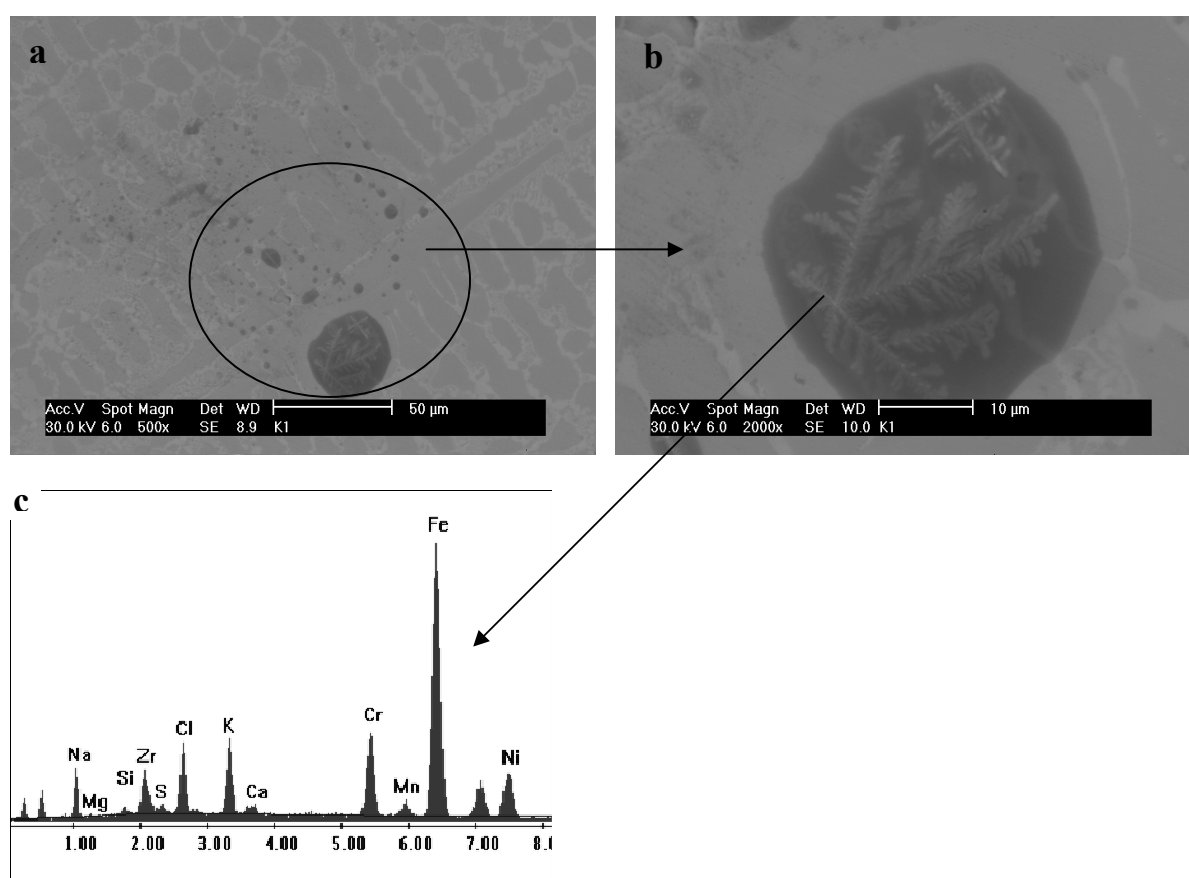 a
Acc.V Spot Magn Det WD 50 µm
30.0 kV 6.0 500x SE 8.9 K1
b
Acc.V Spot Magn Det WD 10 µm
30.0 kV 6.0 2000x SE 10.0 K1
c
Fe
Na
Mg
Si
Zr
S
Cl
K
Ca
Cr
Mn
Ni
1.00 2.00 3.00 4.00 5.00 6.00 7.00 8.0